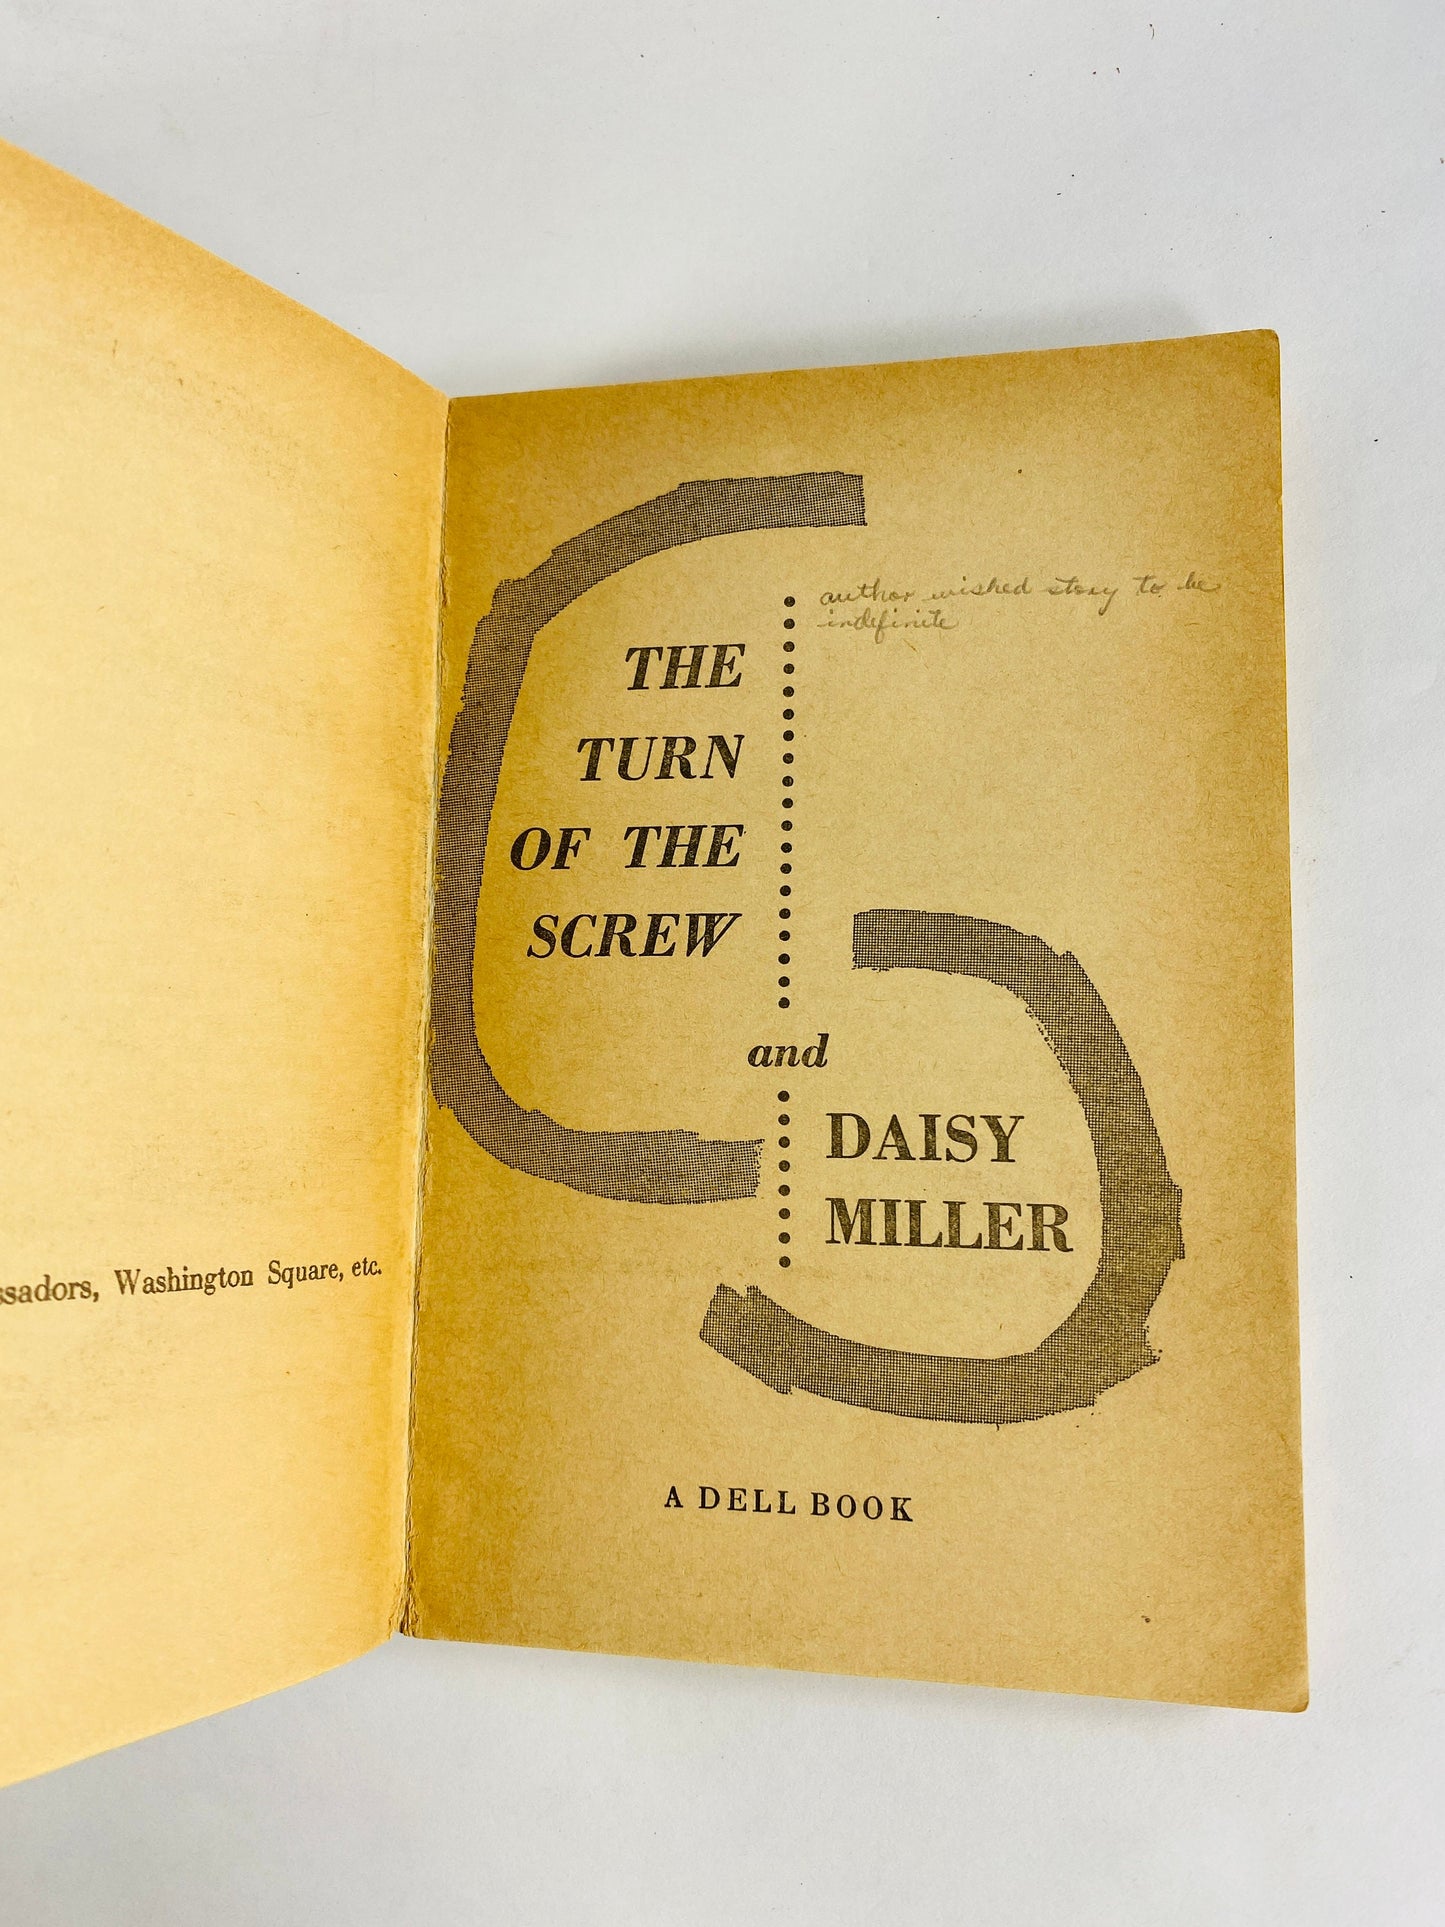 Washington Square, etc.
author wished story to be
indefinite
THE
TURN
OF THE
SCREW
and
DAISY
MILLER
A DELL BOOK